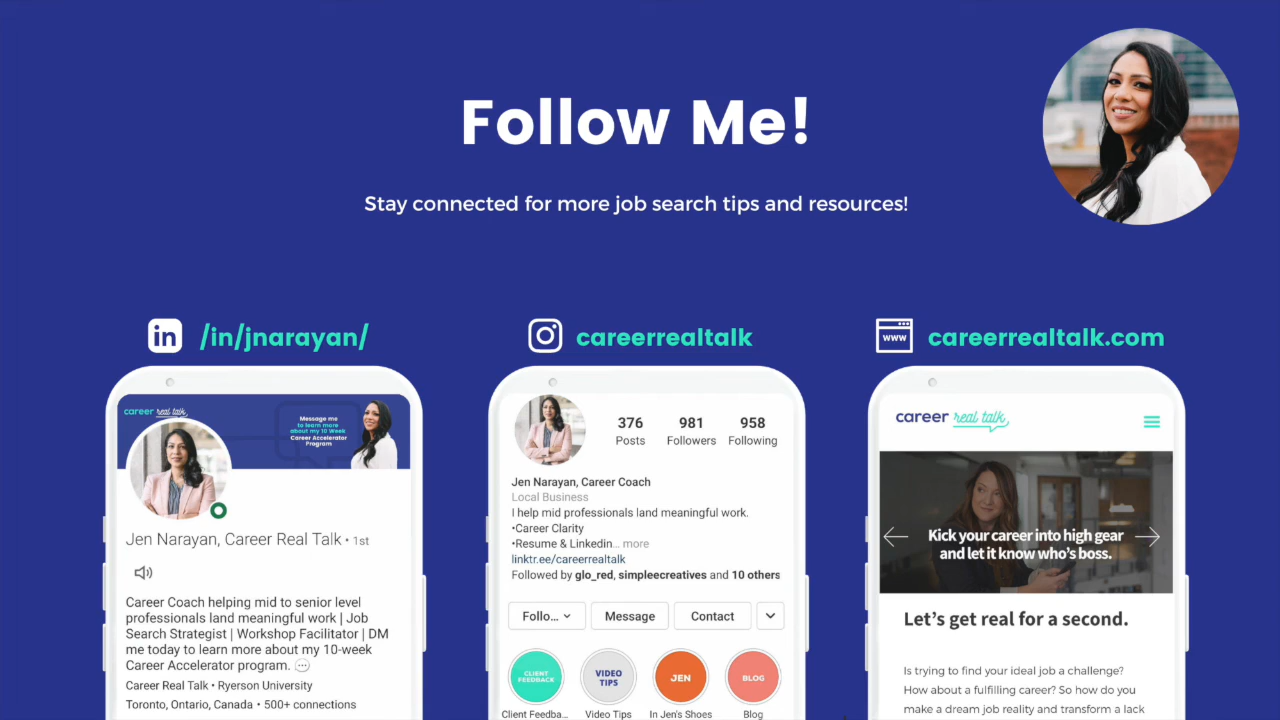 Follow Me!
Stay connected for more job search tips and resources!
in /in/jnarayan/
careerrealtalk
www careerrealtalk.com
career real talk
Message me
to learn more
about my 10 Week
Career Accelerator
Program
Jen Narayan, Career Real Talk • 1st
Career Coach helping mid to senior level
professionals land meaningful work | Job
Search Strategist | Workshop Facilitator | DM
me today to learn more about my 10-week
Career Accelerator program.
Career Real Talk • Ryerson University
Toronto, Ontario, Canada • 500+ connections
376 981 958
Posts Followers Following
Jen Narayan, Career Coach
Local Business
I help mid professionals land meaningful work.
•Career Clarity
•Resume & Linkedin... more
linktr.ee/careerrealtalk
Followed by glo_red, simpleecreatives and 10 others
Follo... Message Contact
CLIENT
FEEDBACK
VIDEO
TIPS
JEN
BLOG
Client Feedba... Video Tips In Jen's Shoes Blog
career real talk
Kick your career into high gear
and let it know who's boss.
Let's get real for a second.
Is trying to find your ideal job a challenge?
How about a fulfilling career? So how do you
make a dream job reality and transform a lack